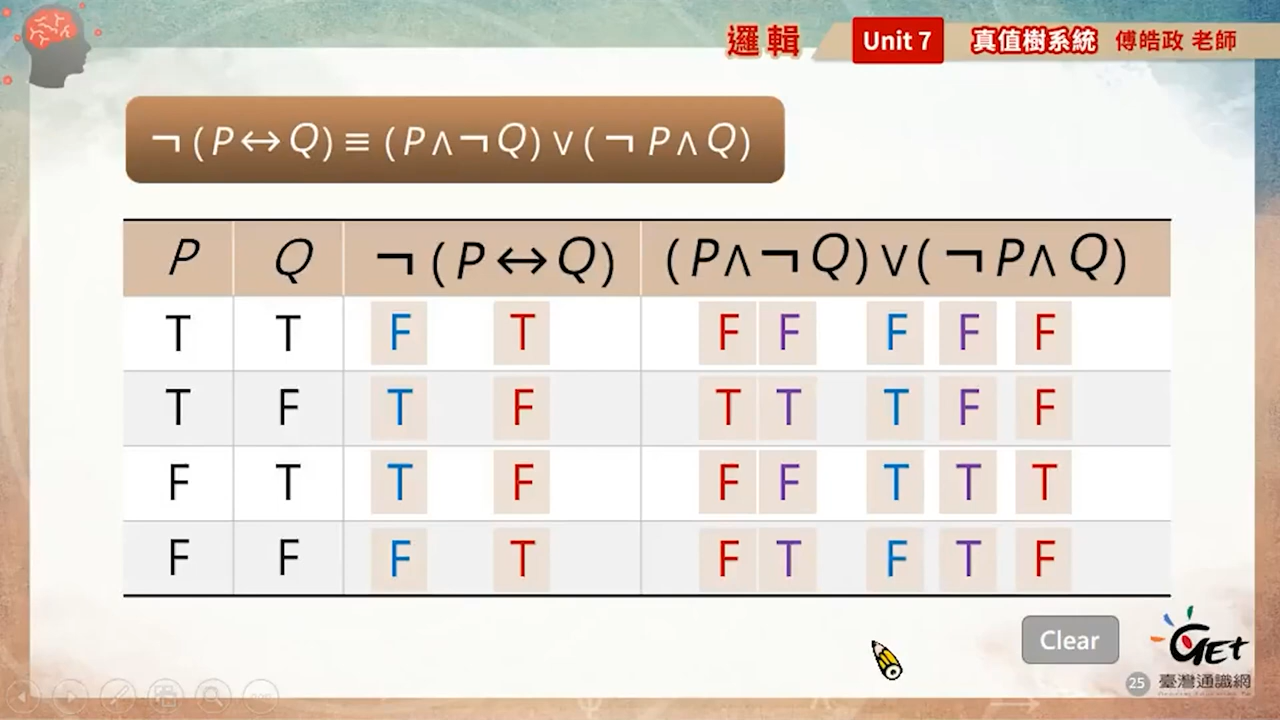 邏輯 Unit 7 真值樹系統 傅皓政 老師
¬(P↔Q)≡(P∧¬Q)∨(¬P∧Q)
P Q ¬(P↔Q) (P∧¬Q)∨(¬P∧Q)
T T F T F F F F F
T F T F T T T F F
F T T F F F T T T
F F F T F T F T F
Clear
GET
25 臺灣通識網